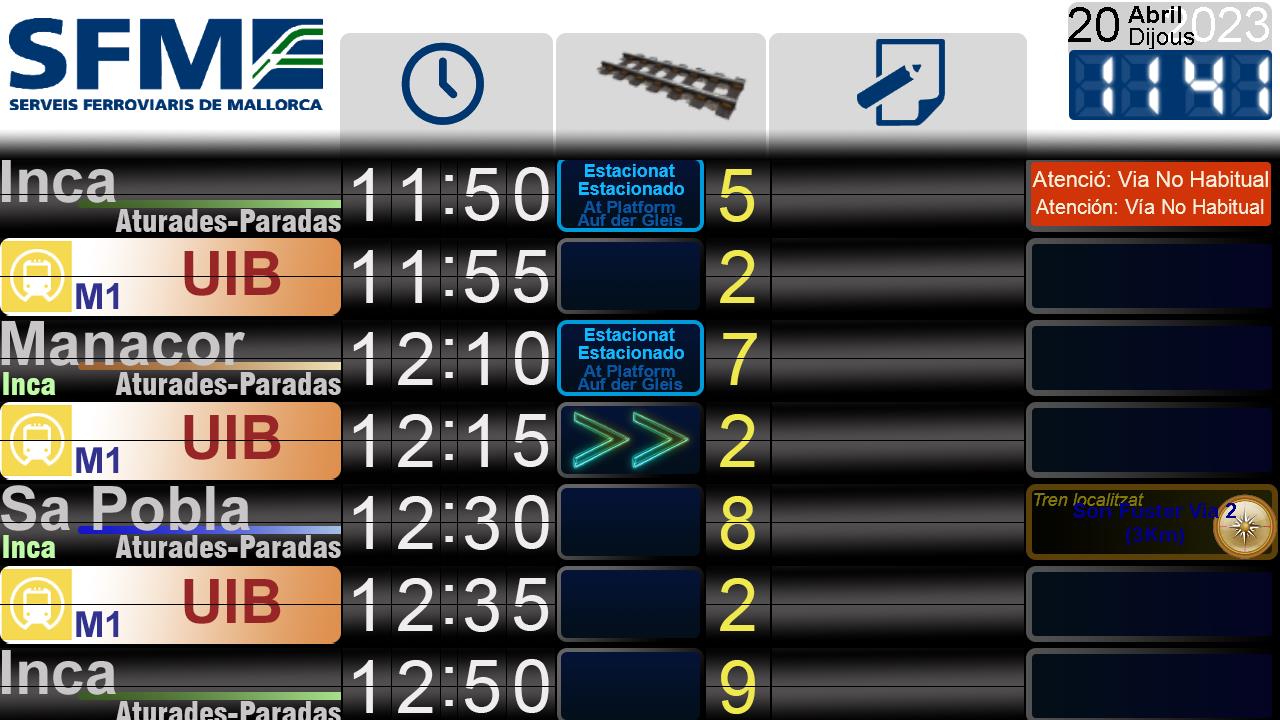 SFM
SERVEIS FERROVIARIS DE MALLORCA
20 Abril 2023
Dijous
11 41
Inca
Aturades-Paradas
11:50
Estacionat
Estacionado
At Platform
Auf der Gleis
5
Atenció: Via No Habitual
Atención: Vía No Habitual
M1
UIB
11:55
2
Manacor
Inca
Aturades-Paradas
12:10
Estacionat
Estacionado
At Platform
Auf der Gleis
7
M1
UIB
12:15
>>
2
Sa Pobla
Inca
Aturades-Paradas
12:30
8
Tren localitzat
Son Fuster Via 2
(3Km)
M1
UIB
12:35
2
Inca
Aturades-Paradas
12:50
9